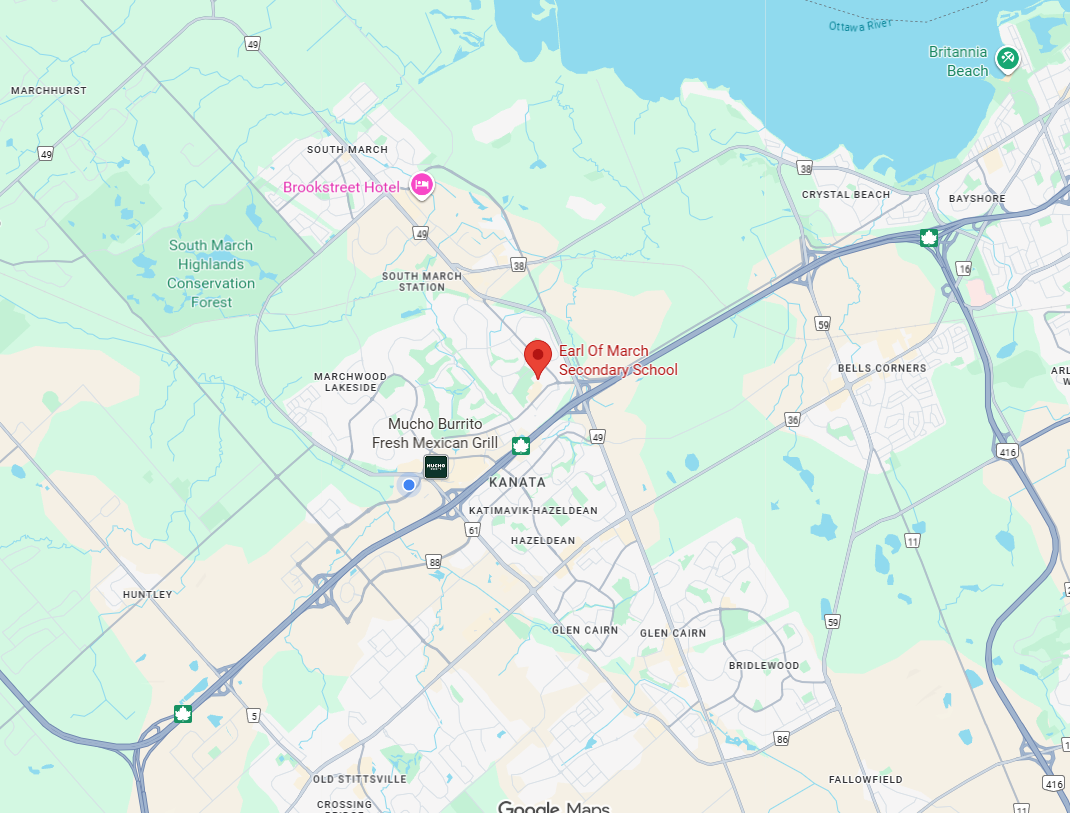 Ottawa River
Britannia
Beach
49
MARCHHURST
49
SOUTH MARCH
38
Brookstreet Hotel
CRYSTAL BEACH
BAYSHORE
49
South March
Highlands
Conservation
Forest
38
16
SOUTH MARCH
STATION
59
Earl Of March
Secondary School
BELLS CORNERS
MARCHWOOD
LAKESIDE
Mucho Burrito
Fresh Mexican Grill
36
49
416
MUCHO
KANATA
KATIMAVIK-HAZELDEAN
61
HAZELDEAN
11
88
HUNTLEY
59
GLEN CAIRN
GLEN CAIRN
BRIDLEWOOD
5
86
OLD STITTSVILLE
FALLOWFIELD
416
CROSSING
Google Maps
11